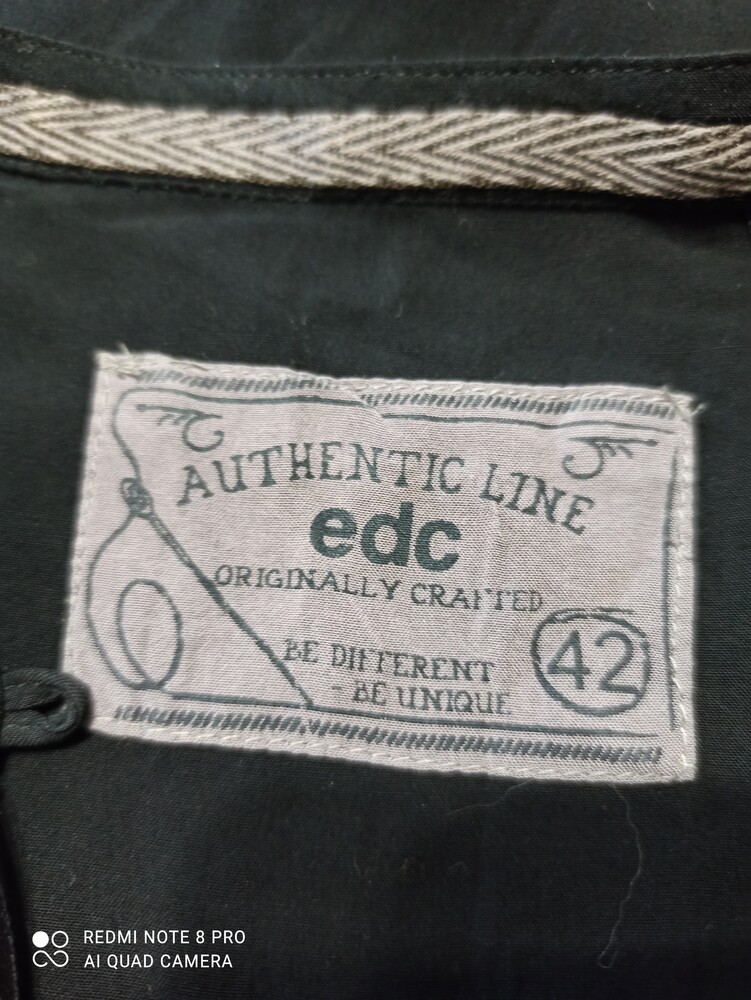 AUTHENTIC LINE
edc
ORIGINALLY CRAFTED
BE DIFFERENT
- BE UNIQUE
42
REDMI NOTE 8 PRO
AI QUAD CAMERA